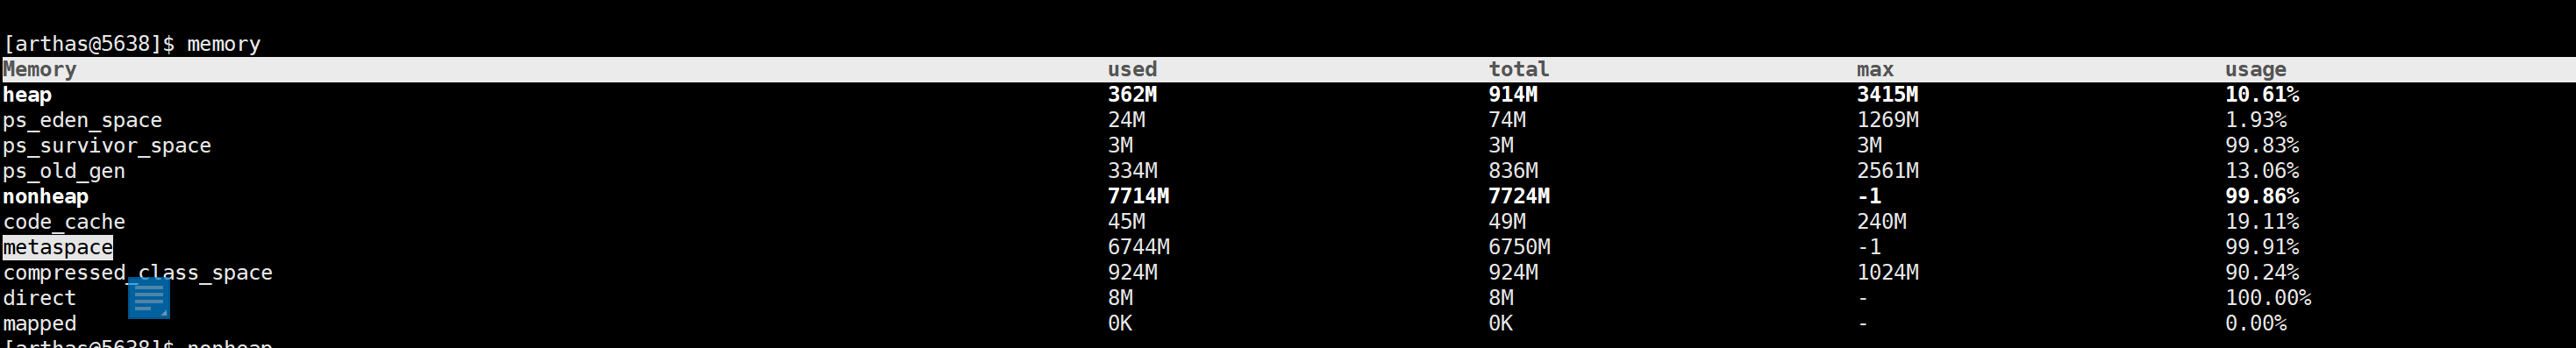 [arthas@5638]$ memory
Memory used total max usage
heap 362M 914M 3415M 10.61%
ps_eden_space 24M 74M 1269M 1.93%
ps_survivor_space 3M 3M 3M 99.83%
ps_old_gen 334M 836M 2561M 13.06%
nonheap 7714M 7724M -1 99.86%
code_cache 45M 49M 240M 19.11%
metaspace 6744M 6750M -1 99.91%
compressed_class_space 924M 924M 1024M 90.24%
direct 8M 8M - 100.00%
mapped 0K 0K - 0.00%
[arthas@5638]$ nonheap